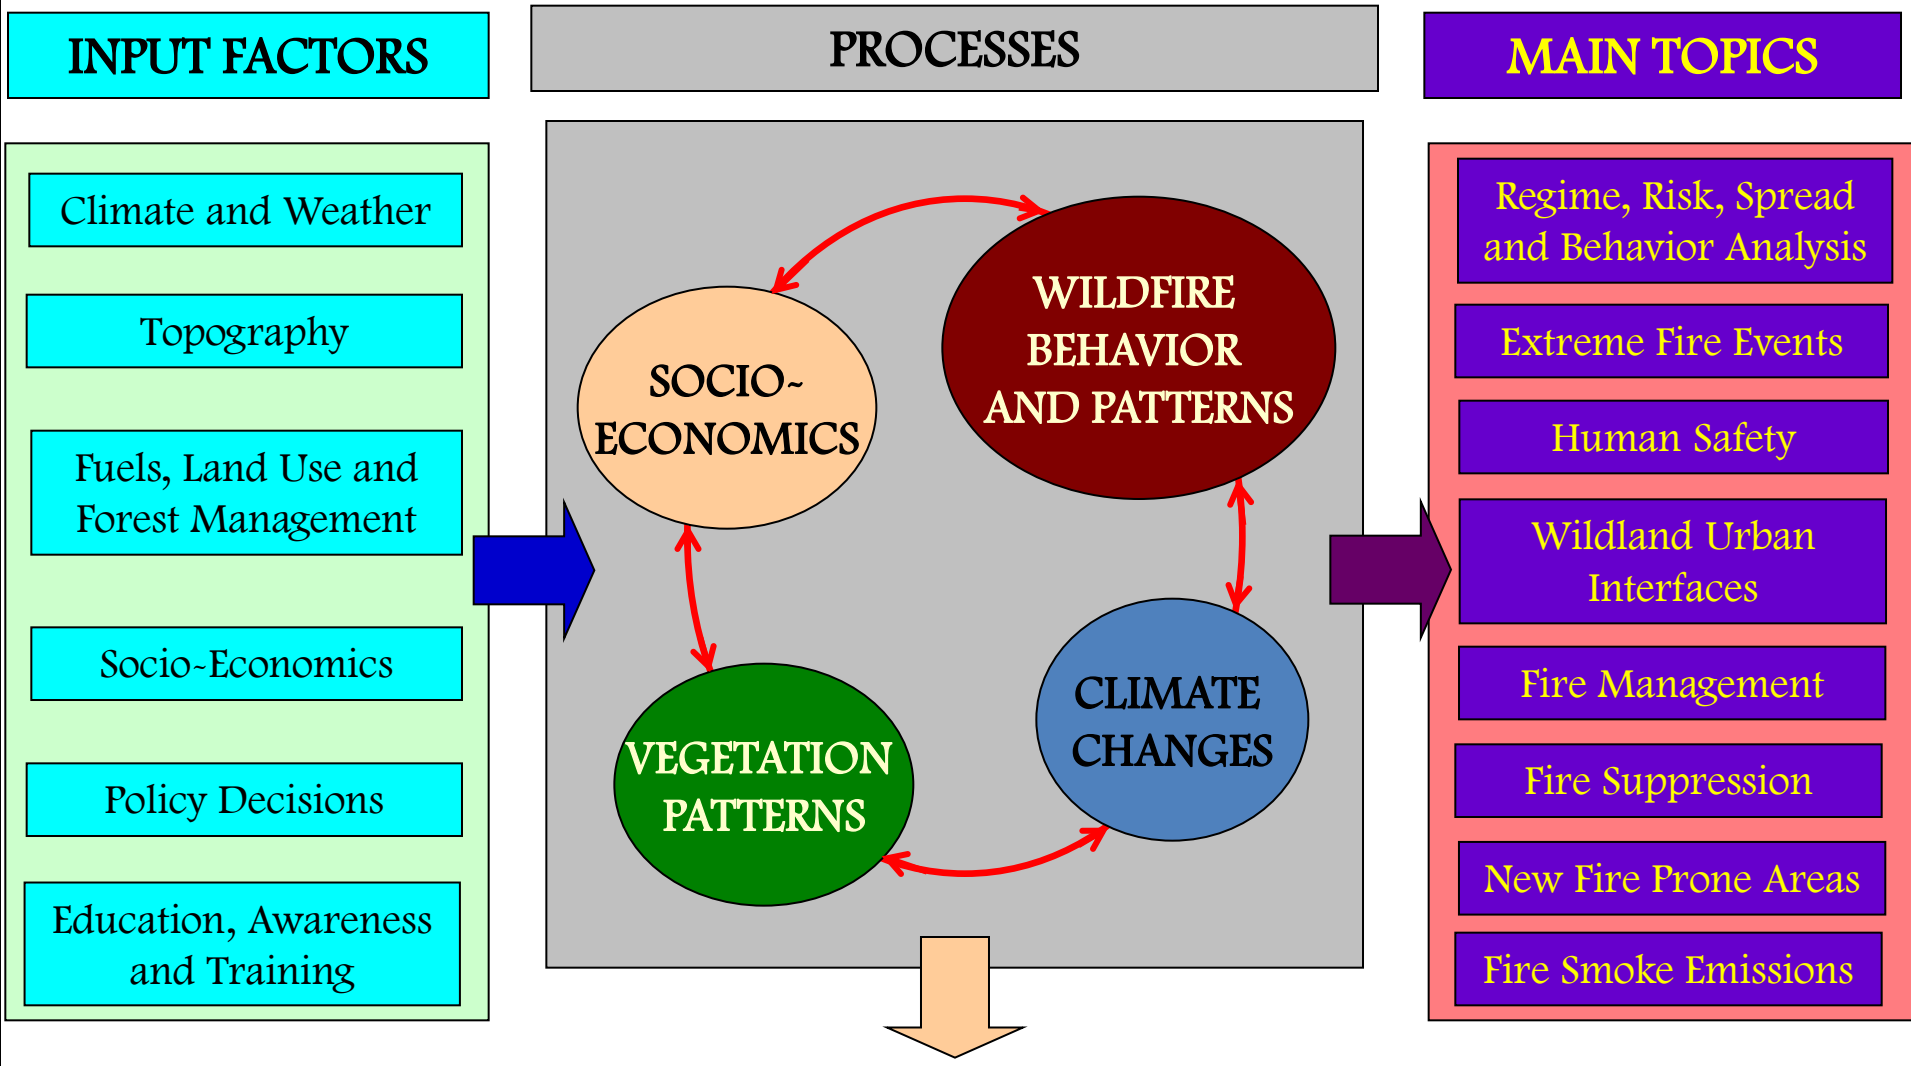 INPUT FACTORS
PROCESSES
MAIN TOPICS
Climate and Weather
Topography
Fuels, Land Use and
Forest Management
Socio-Economics
Policy Decisions
Education, Awareness
and Training
SOCIO-
ECONOMICS
WILDFIRE
BEHAVIOR
AND PATTERNS
VEGETATION
PATTERNS
CLIMATE
CHANGES
Regime, Risk, Spread
and Behavior Analysis
Extreme Fire Events
Human Safety
Wildland Urban
Interfaces
Fire Management
Fire Suppression
New Fire Prone Areas
Fire Smoke Emissions